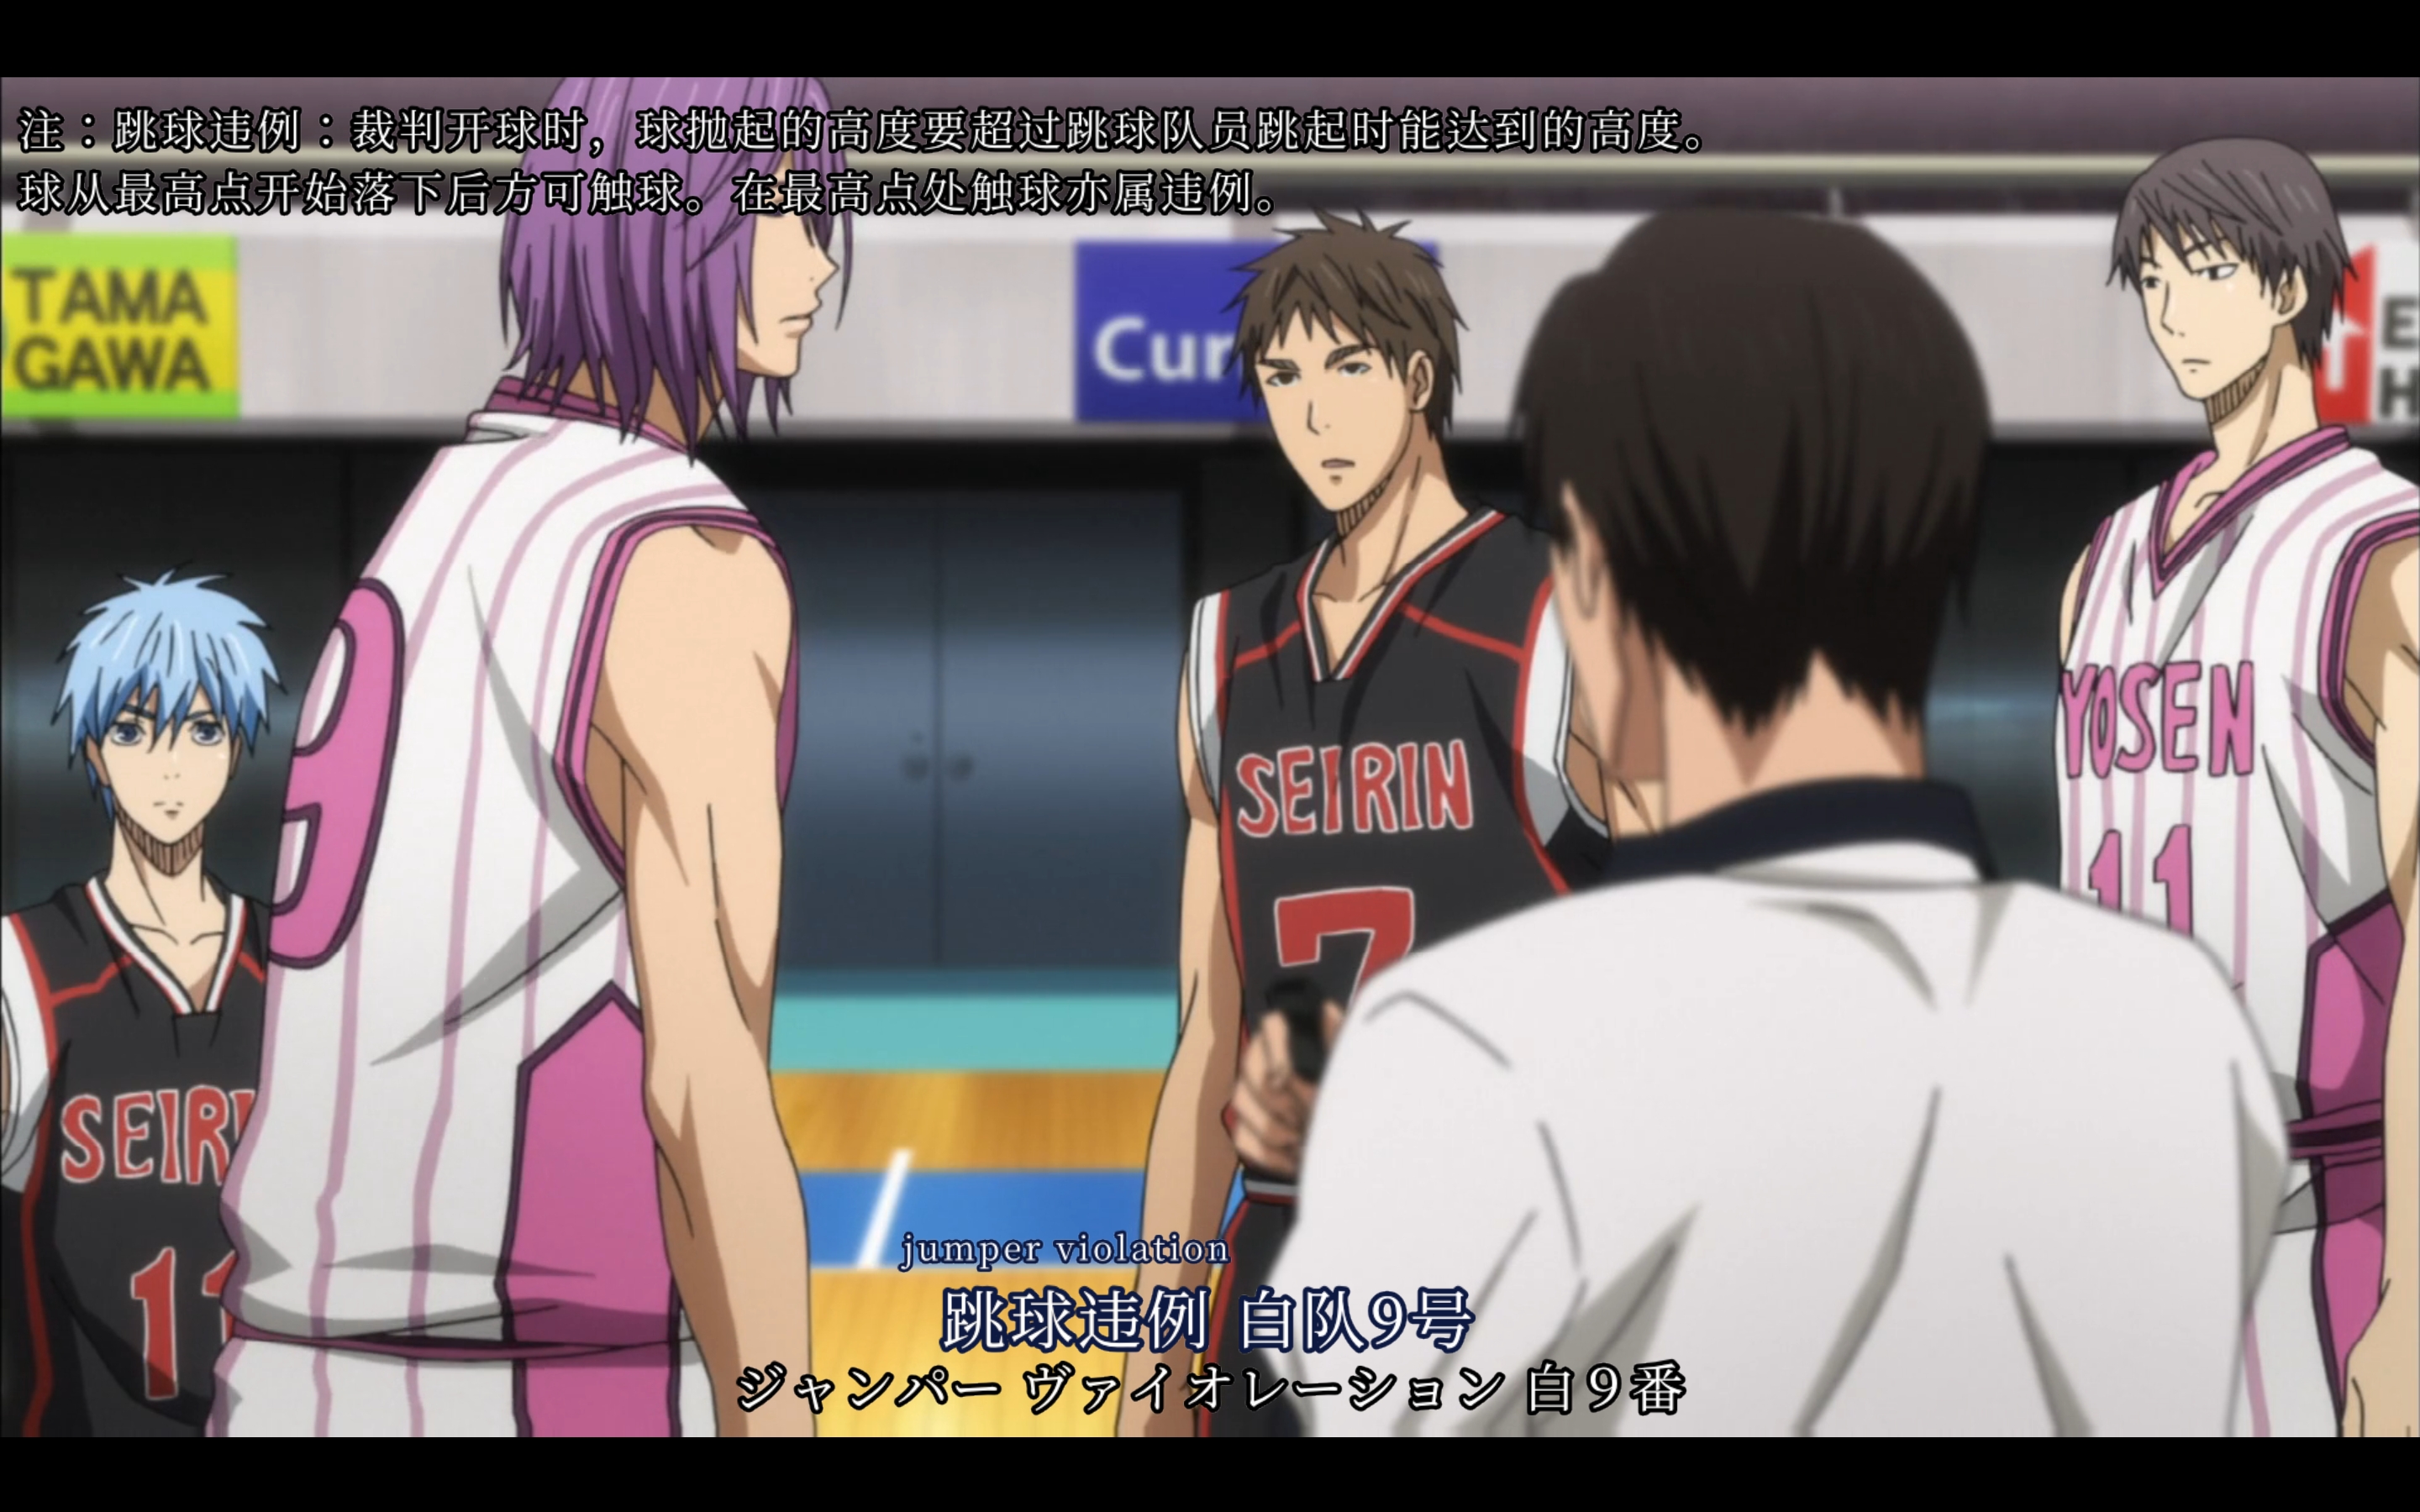 注：跳球违例：裁判开球时，球抛起的高度要超过跳球队员跳起时能达到的高度。
球从最高点开始落下后方可触球。在最高点处触球亦属违例。
TAMA
GAWA
Cur
E
H
SEIRIN
7
YOSEN
11
9
SEIRI
11
jumper violation
跳球违例 白队9号
ジャンパー ヴァイオレーション 白９番